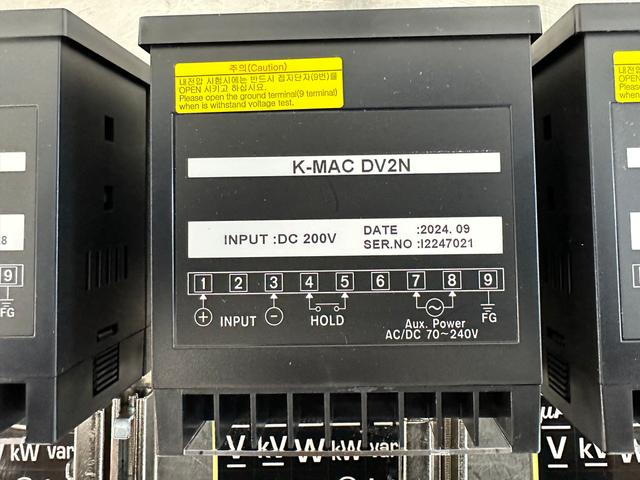 주의(Caution)
내전압 시험시에는 반드시 접지단자(9번)를
OPEN 시키고 하십시요.
Please open the ground terminal(9 terminal)
when is withstand voltage test.
K-MAC DV2N
INPUT :DC 200V
DATE :2024. 09
SER.NO :I2247021
1 2 3 4 5 6 7 8 9
+ INPUT − HOLD
Aux. Power
AC/DC 70~240V
FG
9
FG
V kV W kW var
V kW var
V kV